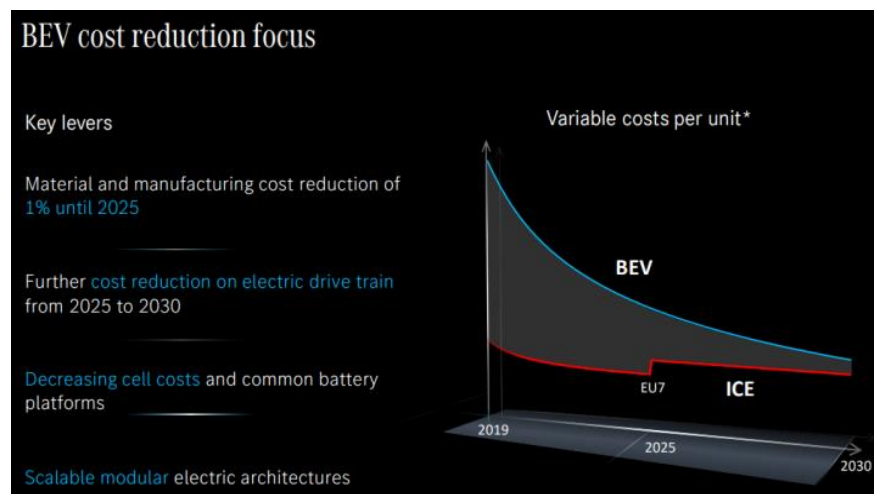 BEV cost reduction focus
Key levers
Material and manufacturing cost reduction of
1% until 2025
Further cost reduction on electric drive train
from 2025 to 2030
Decreasing cell costs and common battery
platforms
Scalable modular electric architectures
Variable costs per unit*
BEV
EU7
ICE
2019
2025
2030